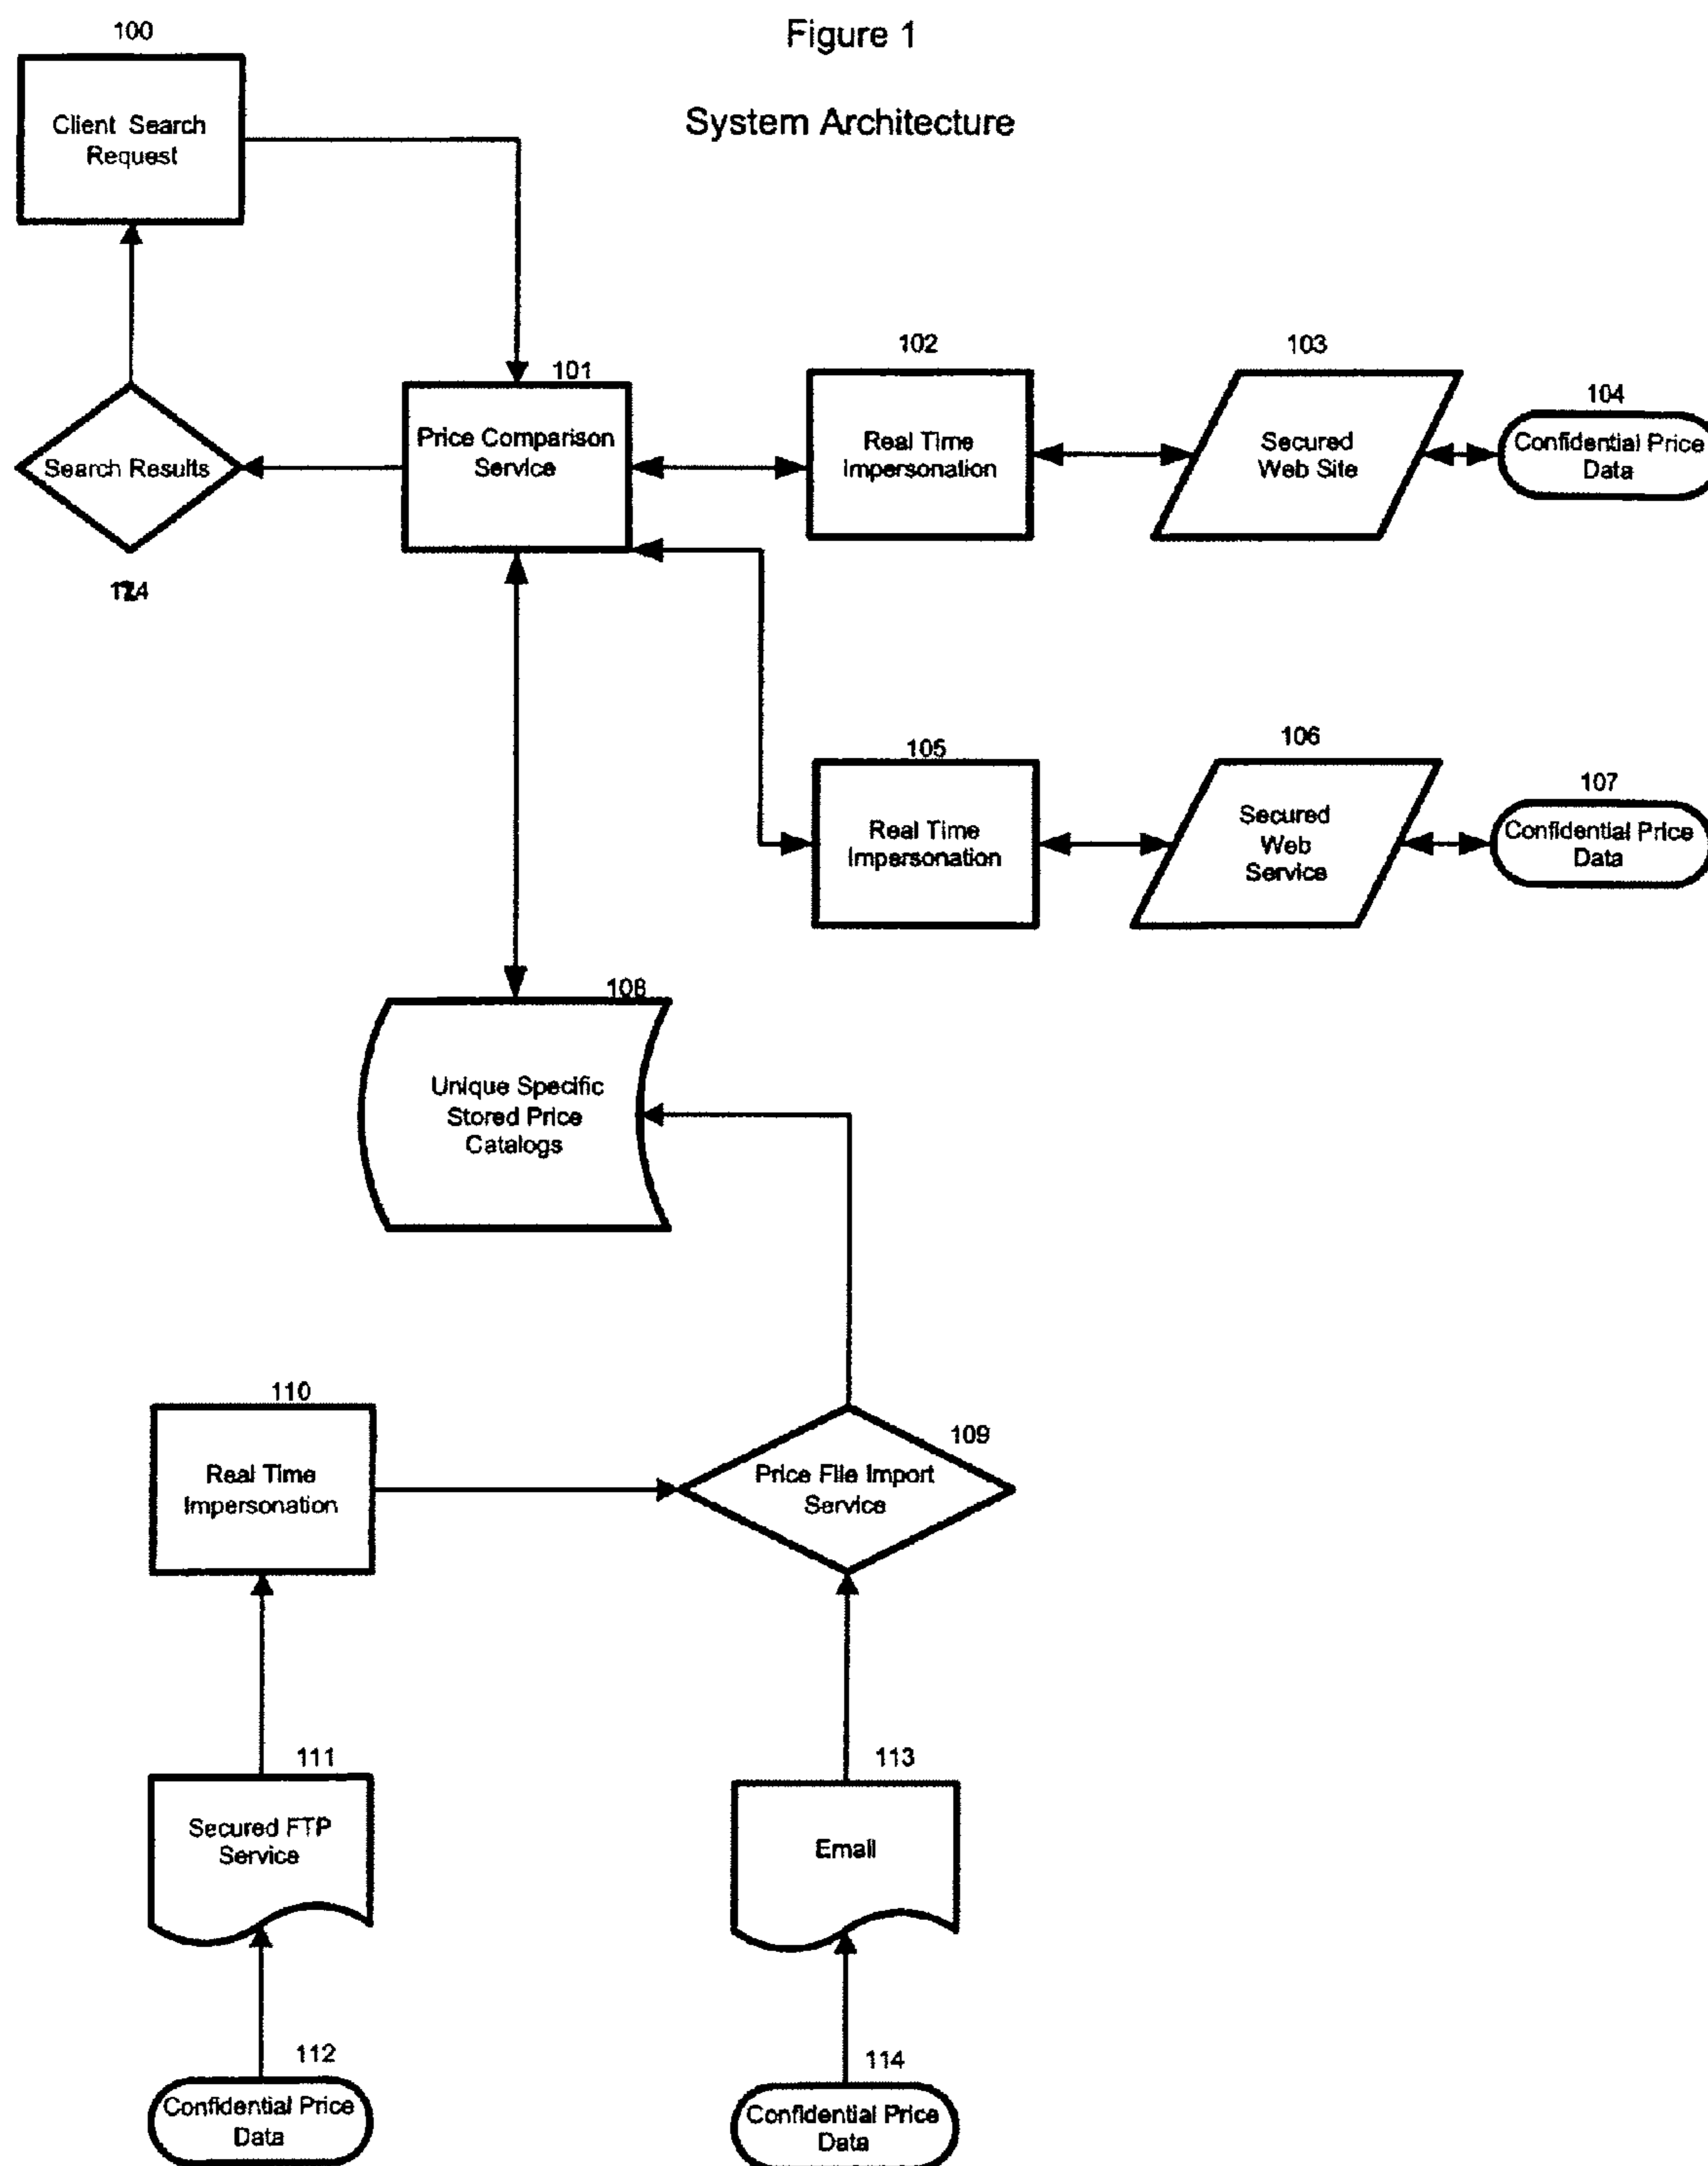 Figure 1
System Architecture
100
Client Search
Request
101
Price Comparison
Service
102
Real Time
Impersonation
103
Secured
Web Site
104
Confidential Price
Data
Search Results
105
Real Time
Impersonation
106
Secured
Web
Service
107
Confidential Price
Data
108
Unique Specific
Stored Price
Catalogs
109
Price File Import
Service
110
Real Time
Impersonation
111
Secured FTP
Service
112
Confidential Price
Data
113
Email
114
Confidential Price
Data